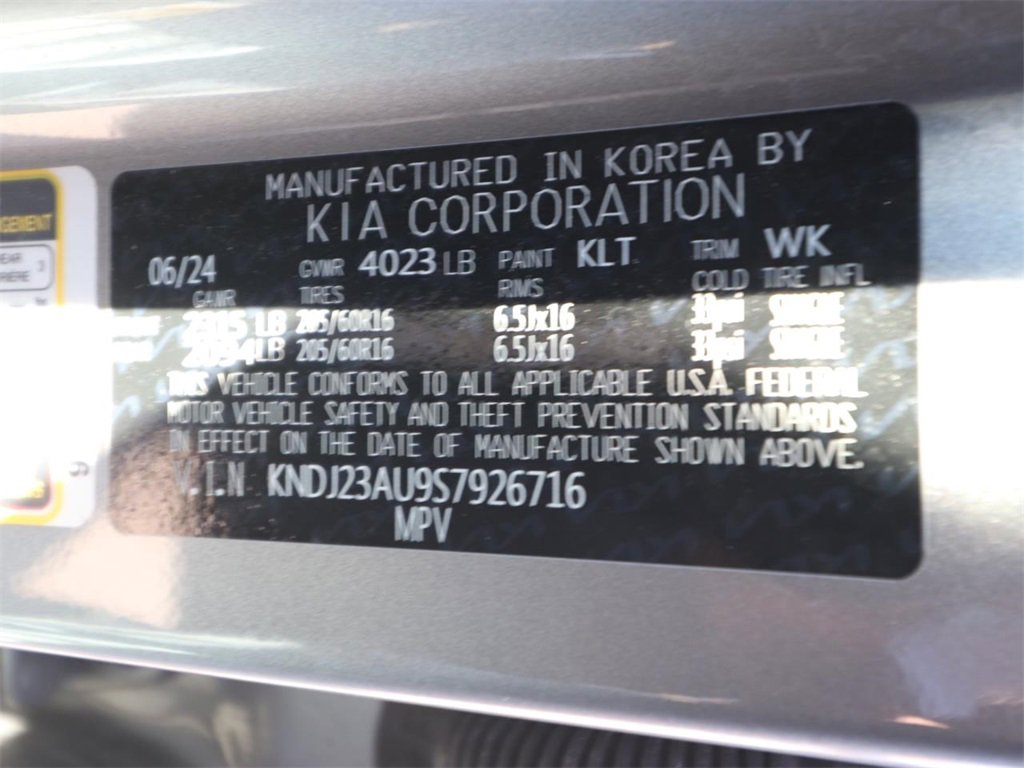 MANUFACTURED IN KOREA BY
KIA CORPORATION
06/24 GVWR 4023 LB PAINT KLT TRIM WK
GAWR TIRES RIMS COLD TIRE INFL
LB 205/60R16 6.5Jx16 33psi SINGLE
LB 205/60R16 6.5Jx16 33psi SINGLE
THIS VEHICLE CONFORMS TO ALL APPLICABLE U.S.A. FEDERAL
MOTOR VEHICLE SAFETY AND THEFT PREVENTION STANDARDS
IN EFFECT ON THE DATE OF MANUFACTURE SHOWN ABOVE.
V.I.N KNDJ23AU9S7926716
MPV